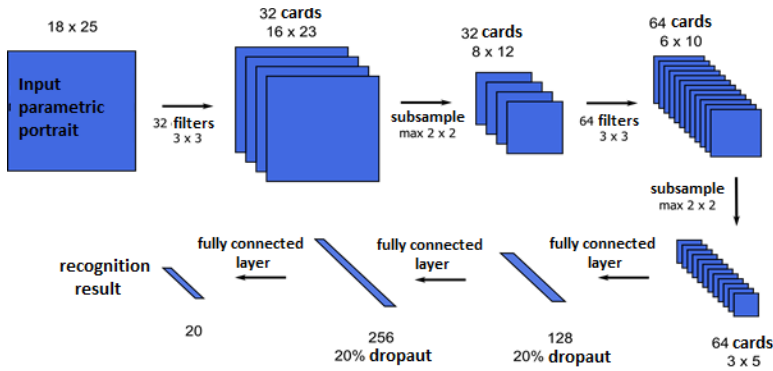 18 x 25
Input
parametric
portrait
32 filters
3 x 3
32 cards
16 x 23
subsample
max 2 x 2
32 cards
8 x 12
64 filters
3 x 3
64 cards
6 x 10
subsample
max 2 x 2
64 cards
3 x 5
fully connected
layer
128
20% dropaut
fully connected
layer
256
20% dropaut
fully connected
layer
20
recognition
result